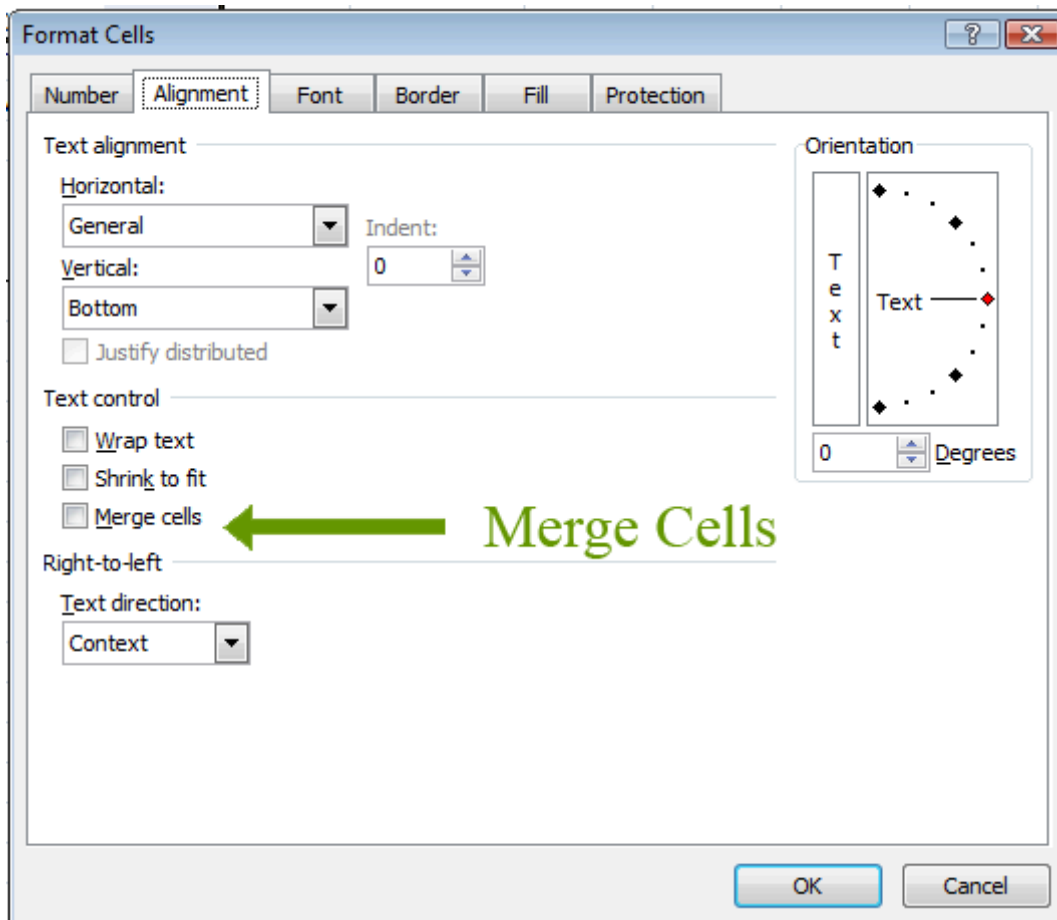 Format Cells
Number Alignment Font Border Fill Protection
Text alignment
Horizontal:
General
Indent:
0
Vertical:
Bottom
Justify distributed
Text control
Wrap text
Shrink to fit
Merge cells
Merge Cells
Right-to-left
Text direction:
Context
Orientation
Text
Text
0 Degrees
OK Cancel